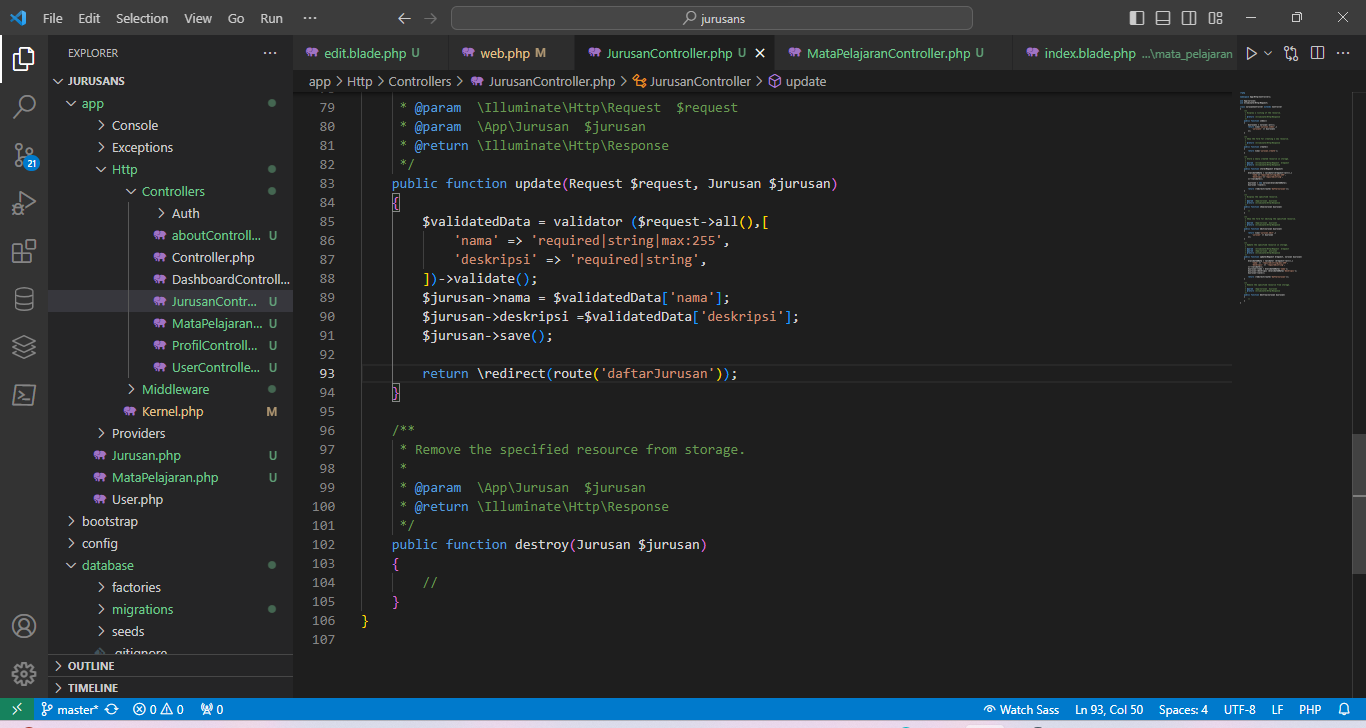 File Edit Selection View Go Run ··· jurusans
EXPLORER ···
JURUSANS
app
Console
Exceptions
Http
Controllers
Auth
aboutControll... U
Controller.php
DashboardControll...
JurusanContr... U
MataPelajaran... U
ProfilControll... U
UserControlle... U
Middleware
Kernel.php M
Providers
Jurusan.php U
MataPelajaran.php U
User.php
bootstrap
config
database
factories
migrations
seeds
.gitignore
OUTLINE
TIMELINE
21
edit.blade.php U web.php M JurusanController.php U MataPelajaranController.php U index.blade.php ...\mata_pelajaran
app > Http > Controllers > JurusanController.php > JurusanController > update
79 * @param \Illuminate\Http\Request $request
80 * @param \App\Jurusan $jurusan
81 * @return \Illuminate\Http\Response
82 */
83 public function update(Request $request, Jurusan $jurusan)
84 {
85 $validatedData = validator ($request->all(),[
86 'nama' => 'required|string|max:255',
87 'deskripsi' => 'required|string',
88 ])->validate();
89 $jurusan->nama = $validatedData['nama'];
90 $jurusan->deskripsi =$validatedData['deskripsi'];
91 $jurusan->save();
92
93 return \redirect(route('daftarJurusan'));
94 }
95
96 /**
97 * Remove the specified resource from storage.
98 *
99 * @param \App\Jurusan $jurusan
100 * @return \Illuminate\Http\Response
101 */
102 public function destroy(Jurusan $jurusan)
103 {
104 //
105 }
106 }
107
master* 0 0 0 Watch Sass Ln 93, Col 50 Spaces: 4 UTF-8 LF PHP